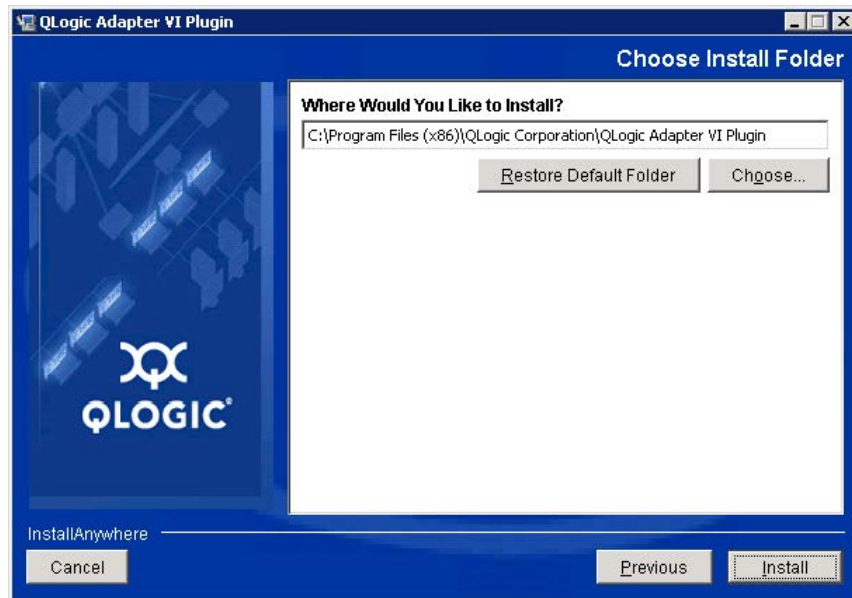 QLogic Adapter VI Plugin
Choose Install Folder
Where Would You Like to Install?
C:\Program Files (x86)\QLogic Corporation\QLogic Adapter VI Plugin
Restore Default Folder
Choose...
QLOGIC®
InstallAnywhere
Cancel
Previous
Install